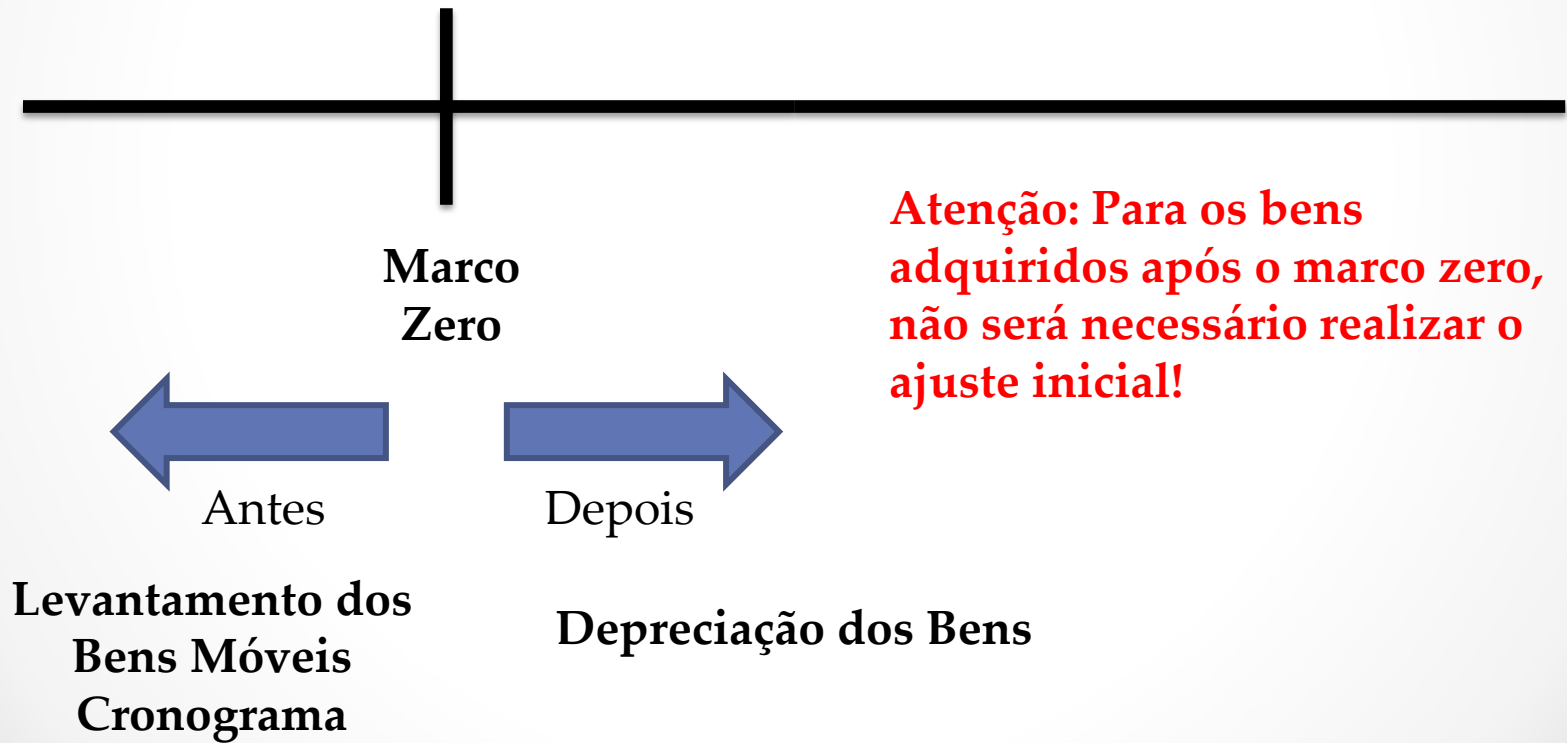 Marco
Zero
Atenção: Para os bens
adquiridos após o marco zero,
não será necessário realizar o
ajuste inicial!
Antes
Depois
Levantamento dos
Bens Móveis
Cronograma
Depreciação dos Bens